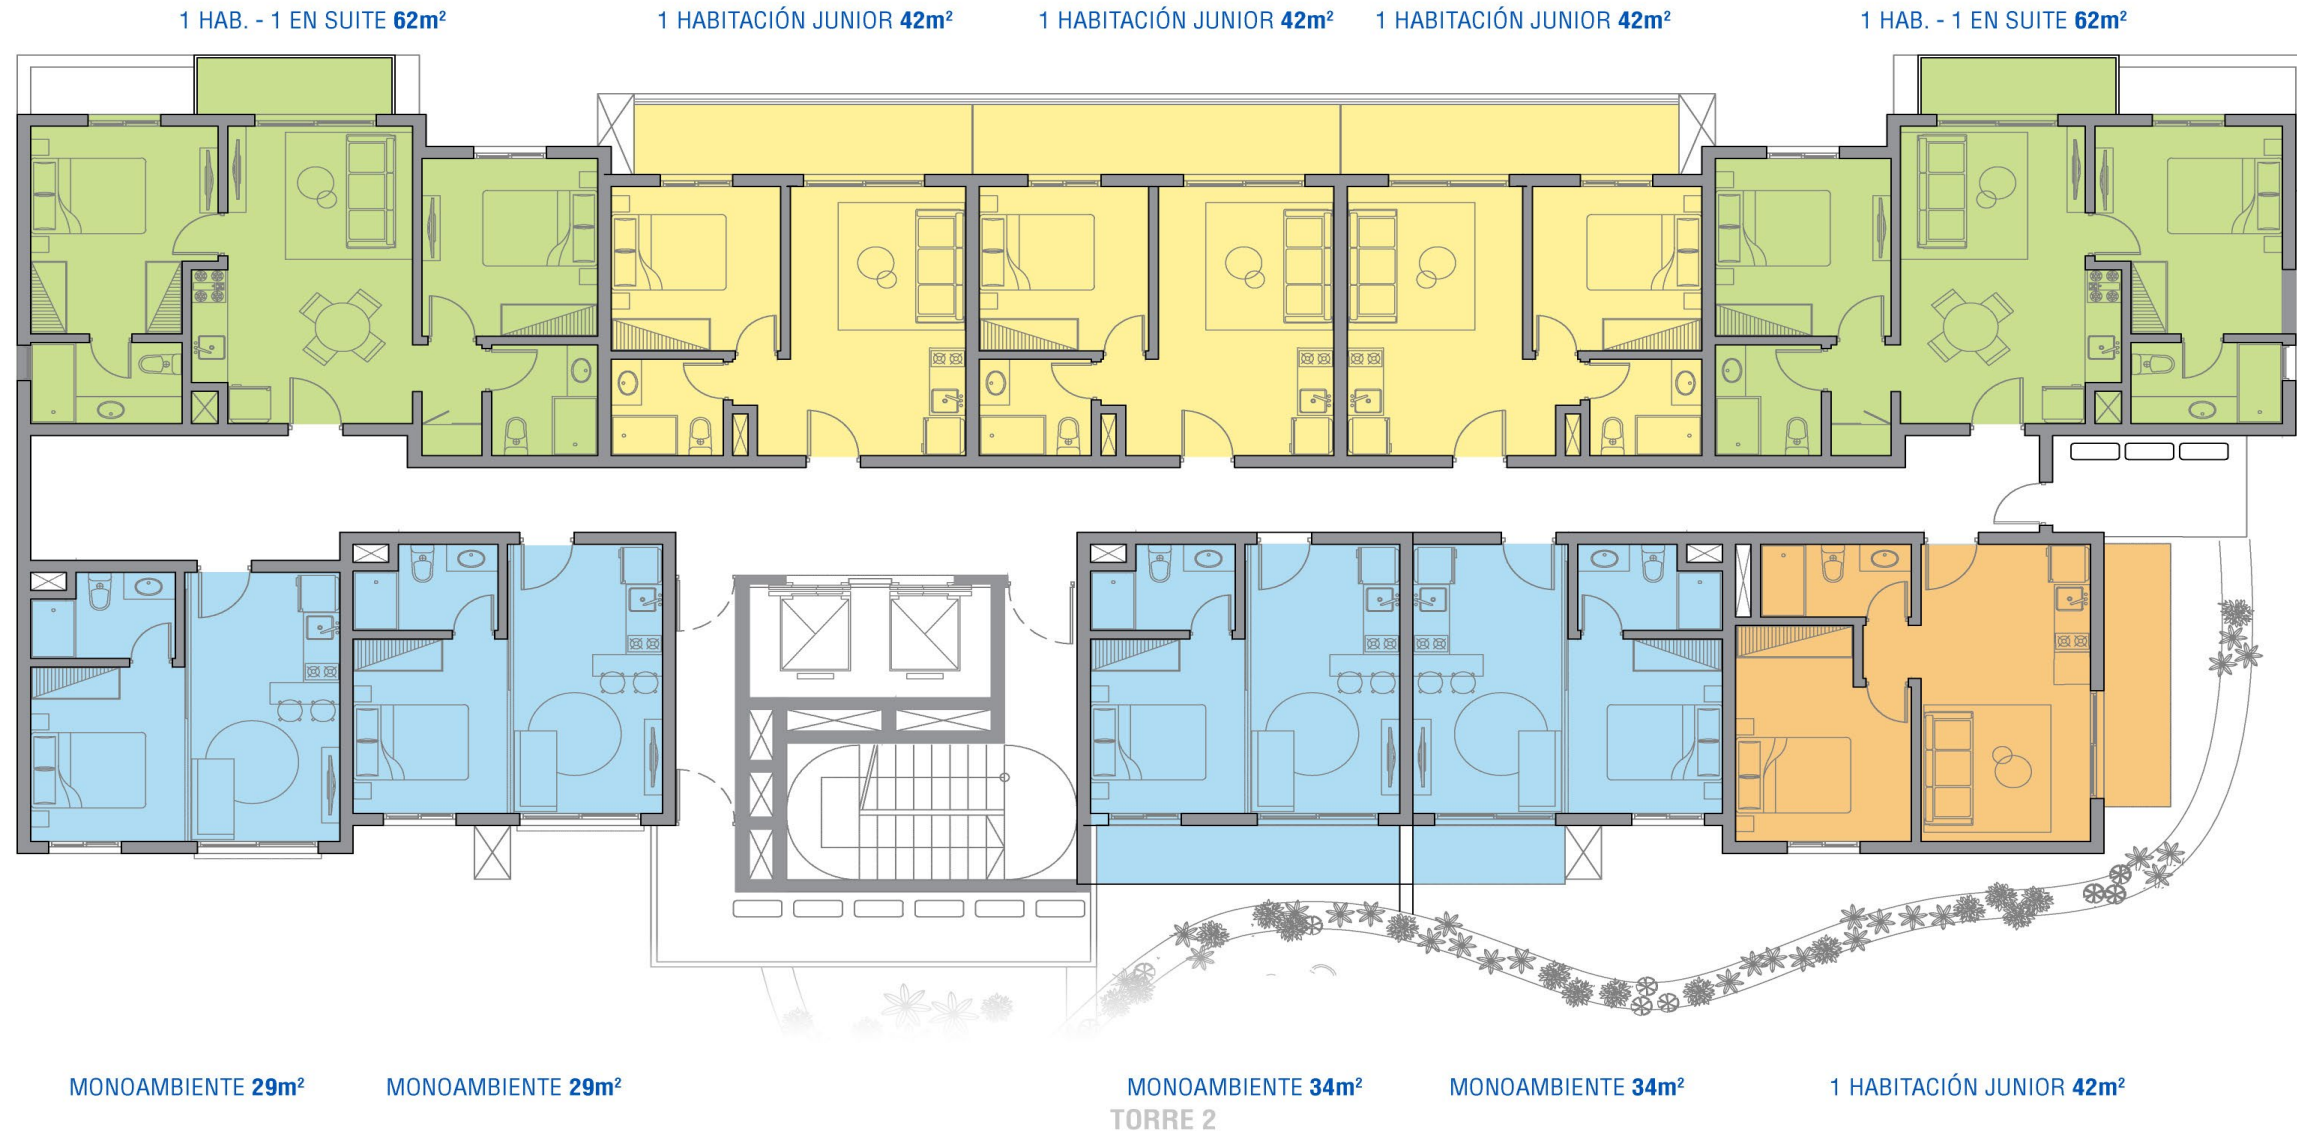 1 HAB. - 1 EN SUITE 62m²
1 HABITACIÓN JUNIOR 42m²
1 HABITACIÓN JUNIOR 42m²
1 HABITACIÓN JUNIOR 42m²
1 HAB. - 1 EN SUITE 62m²
MONOAMBIENTE 29m²
MONOAMBIENTE 29m²
MONOAMBIENTE 34m²
MONOAMBIENTE 34m²
1 HABITACIÓN JUNIOR 42m²
TORRE 2